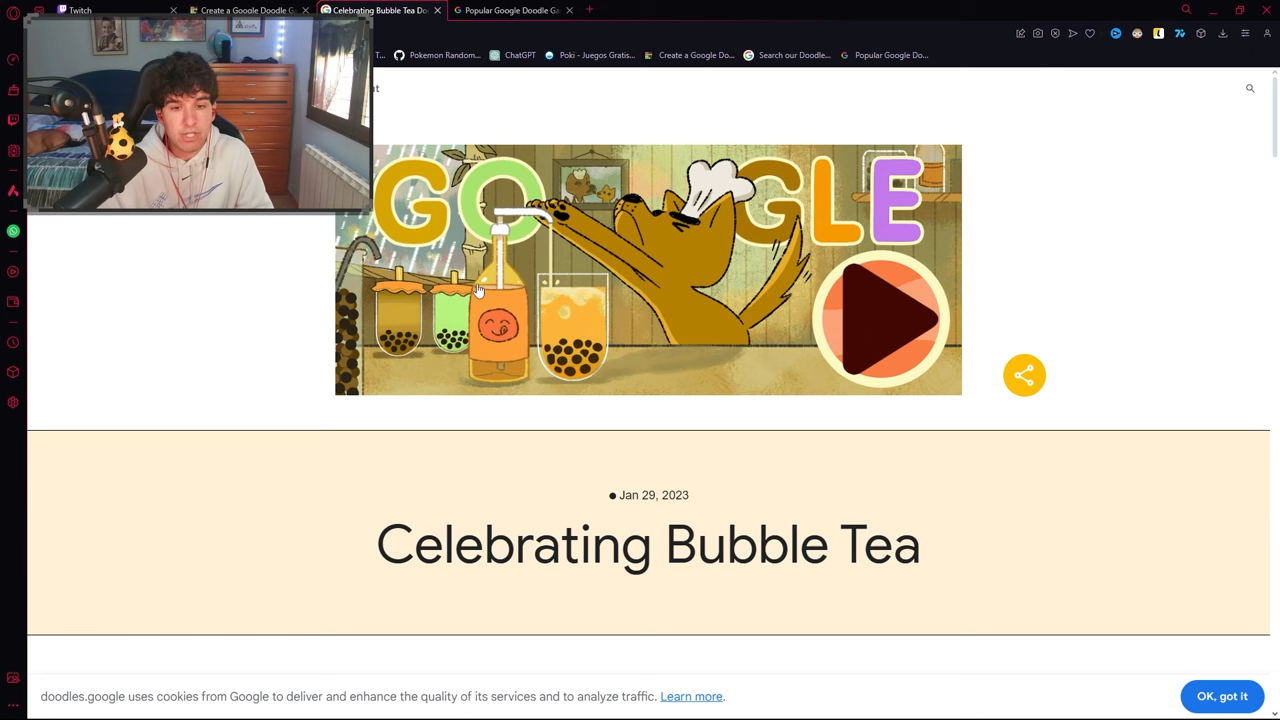 Twitch
Create a Google Doodle Ga
Celebrating Bubble Tea Do
Popular Google Doodle Ga
T...
Pokemon Random...
ChatGPT
Poki - Juegos Gratis...
Create a Google Do...
Search our Doodle...
Popular Google Do...
ut
GOOGLE
Jan 29, 2023
Celebrating Bubble Tea
doodles.google uses cookies from Google to deliver and enhance the quality of its services and to analyze traffic. Learn more.
OK, got it